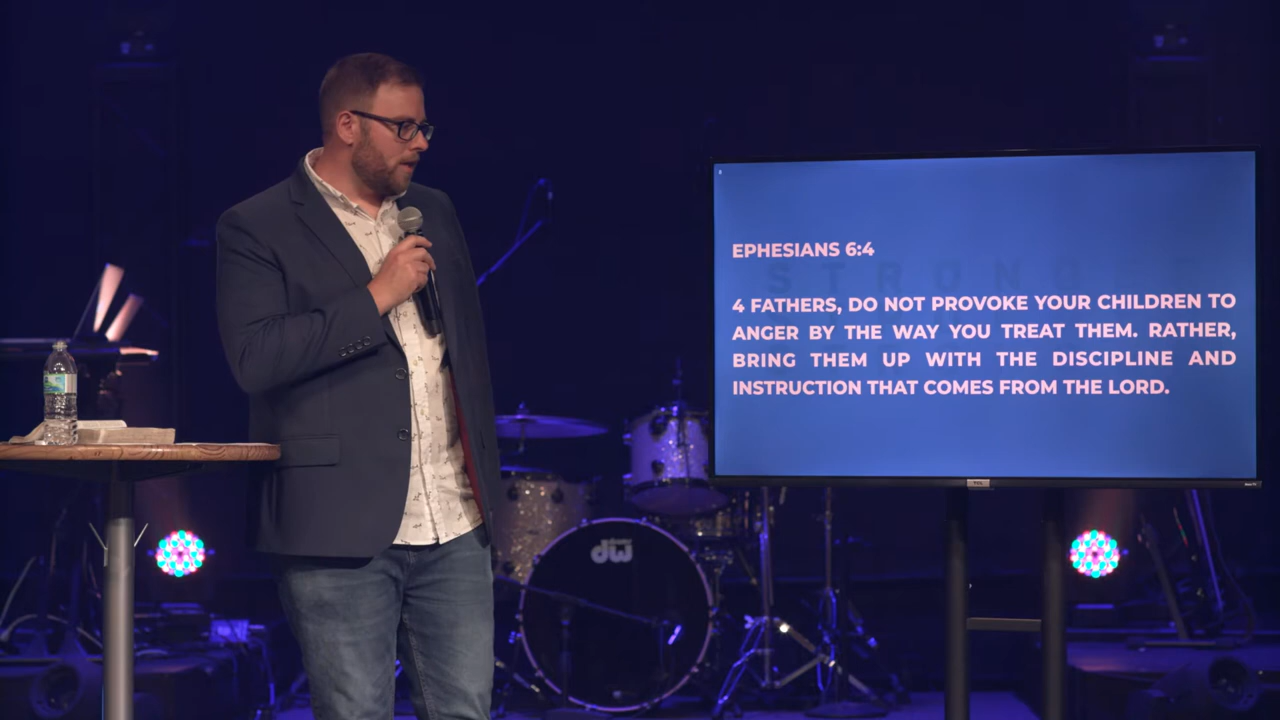 EPHESIANS 6:4
4 FATHERS, DO NOT PROVOKE YOUR CHILDREN TO
ANGER BY THE WAY YOU TREAT THEM. RATHER,
BRING THEM UP WITH THE DISCIPLINE AND
INSTRUCTION THAT COMES FROM THE LORD.
TCL
dw